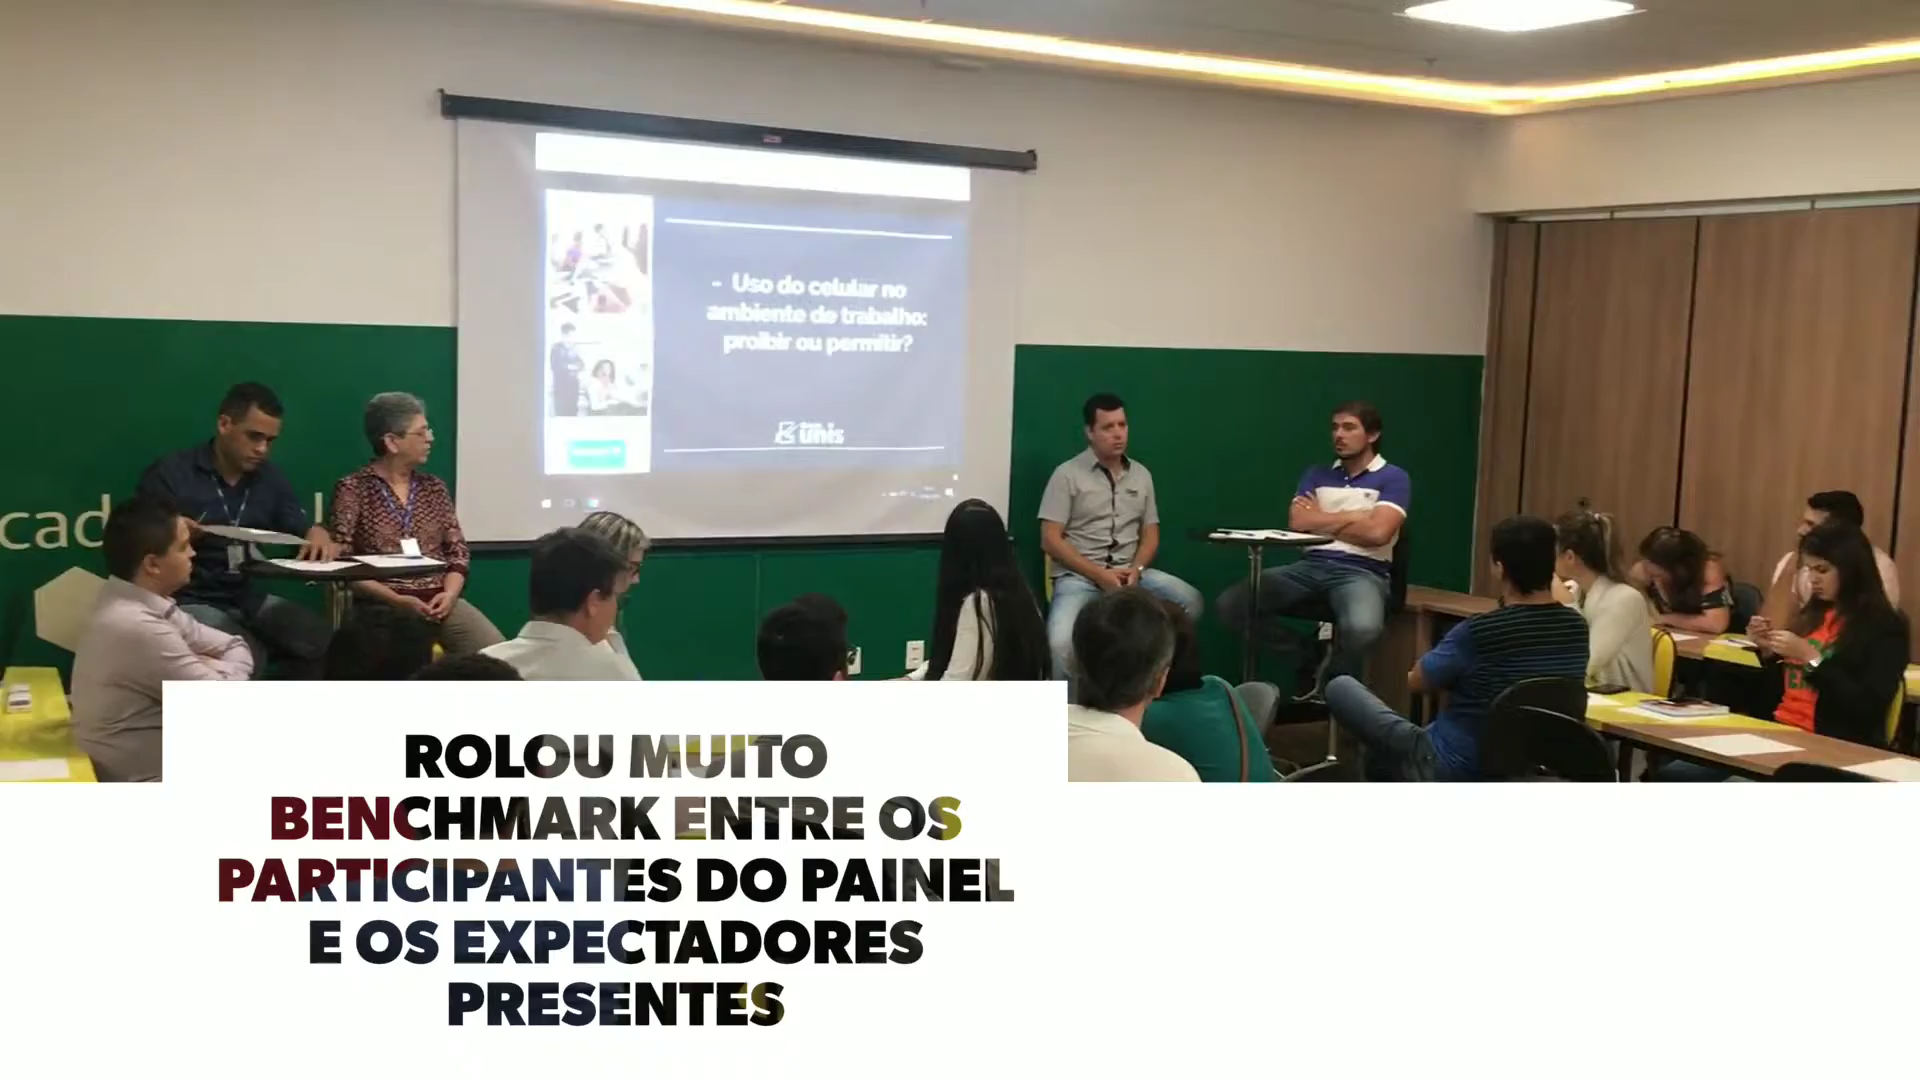 - Uso do celular no
ambiente de trabalho:
proibir ou permitir?
unis
cad
ROLOU MUITO
BENCHMARK ENTRE OS
PARTICIPANTES DO PAINEL
E OS EXPECTADORES
PRESENTES